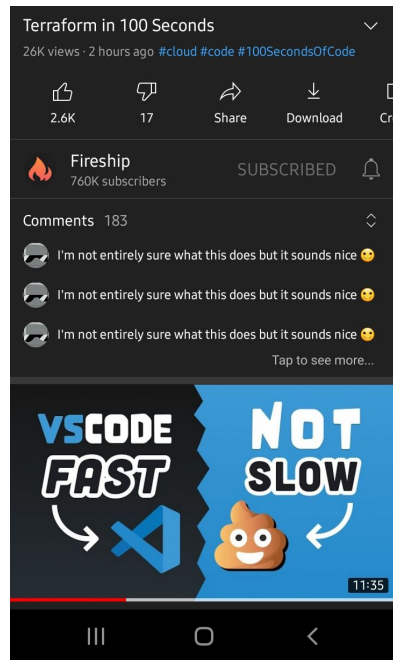 Terraform in 100 Seconds
26K views · 2 hours ago #cloud #code #100SecondsOfCode
2.6K 17 Share Download Cr
Fireship
760K subscribers
SUBSCRIBED
Comments 183
I'm not entirely sure what this does but it sounds nice 🙂
I'm not entirely sure what this does but it sounds nice 🙂
I'm not entirely sure what this does but it sounds nice 🙂
Tap to see more...
VSCODE
FAST
NOT
SLOW
11:35